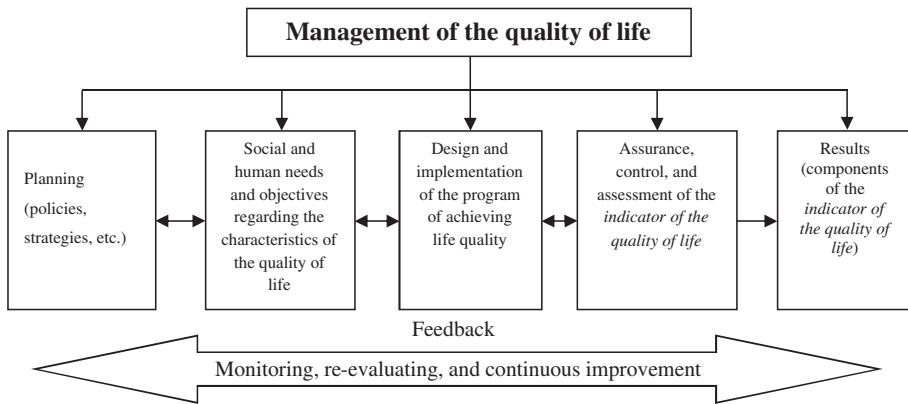 Management of the quality of life
Planning
(policies,
strategies, etc.)
Social and
human needs
and objectives
regarding the
characteristics of
the quality of
life
Design and
implementation
of the program
of achieving
life quality
Assurance,
control, and
assessment of the
indicator of the
quality of life
Results
(components
of the
indicator of
the quality of
life)
Feedback
Monitoring, re-evaluating, and continuous improvement